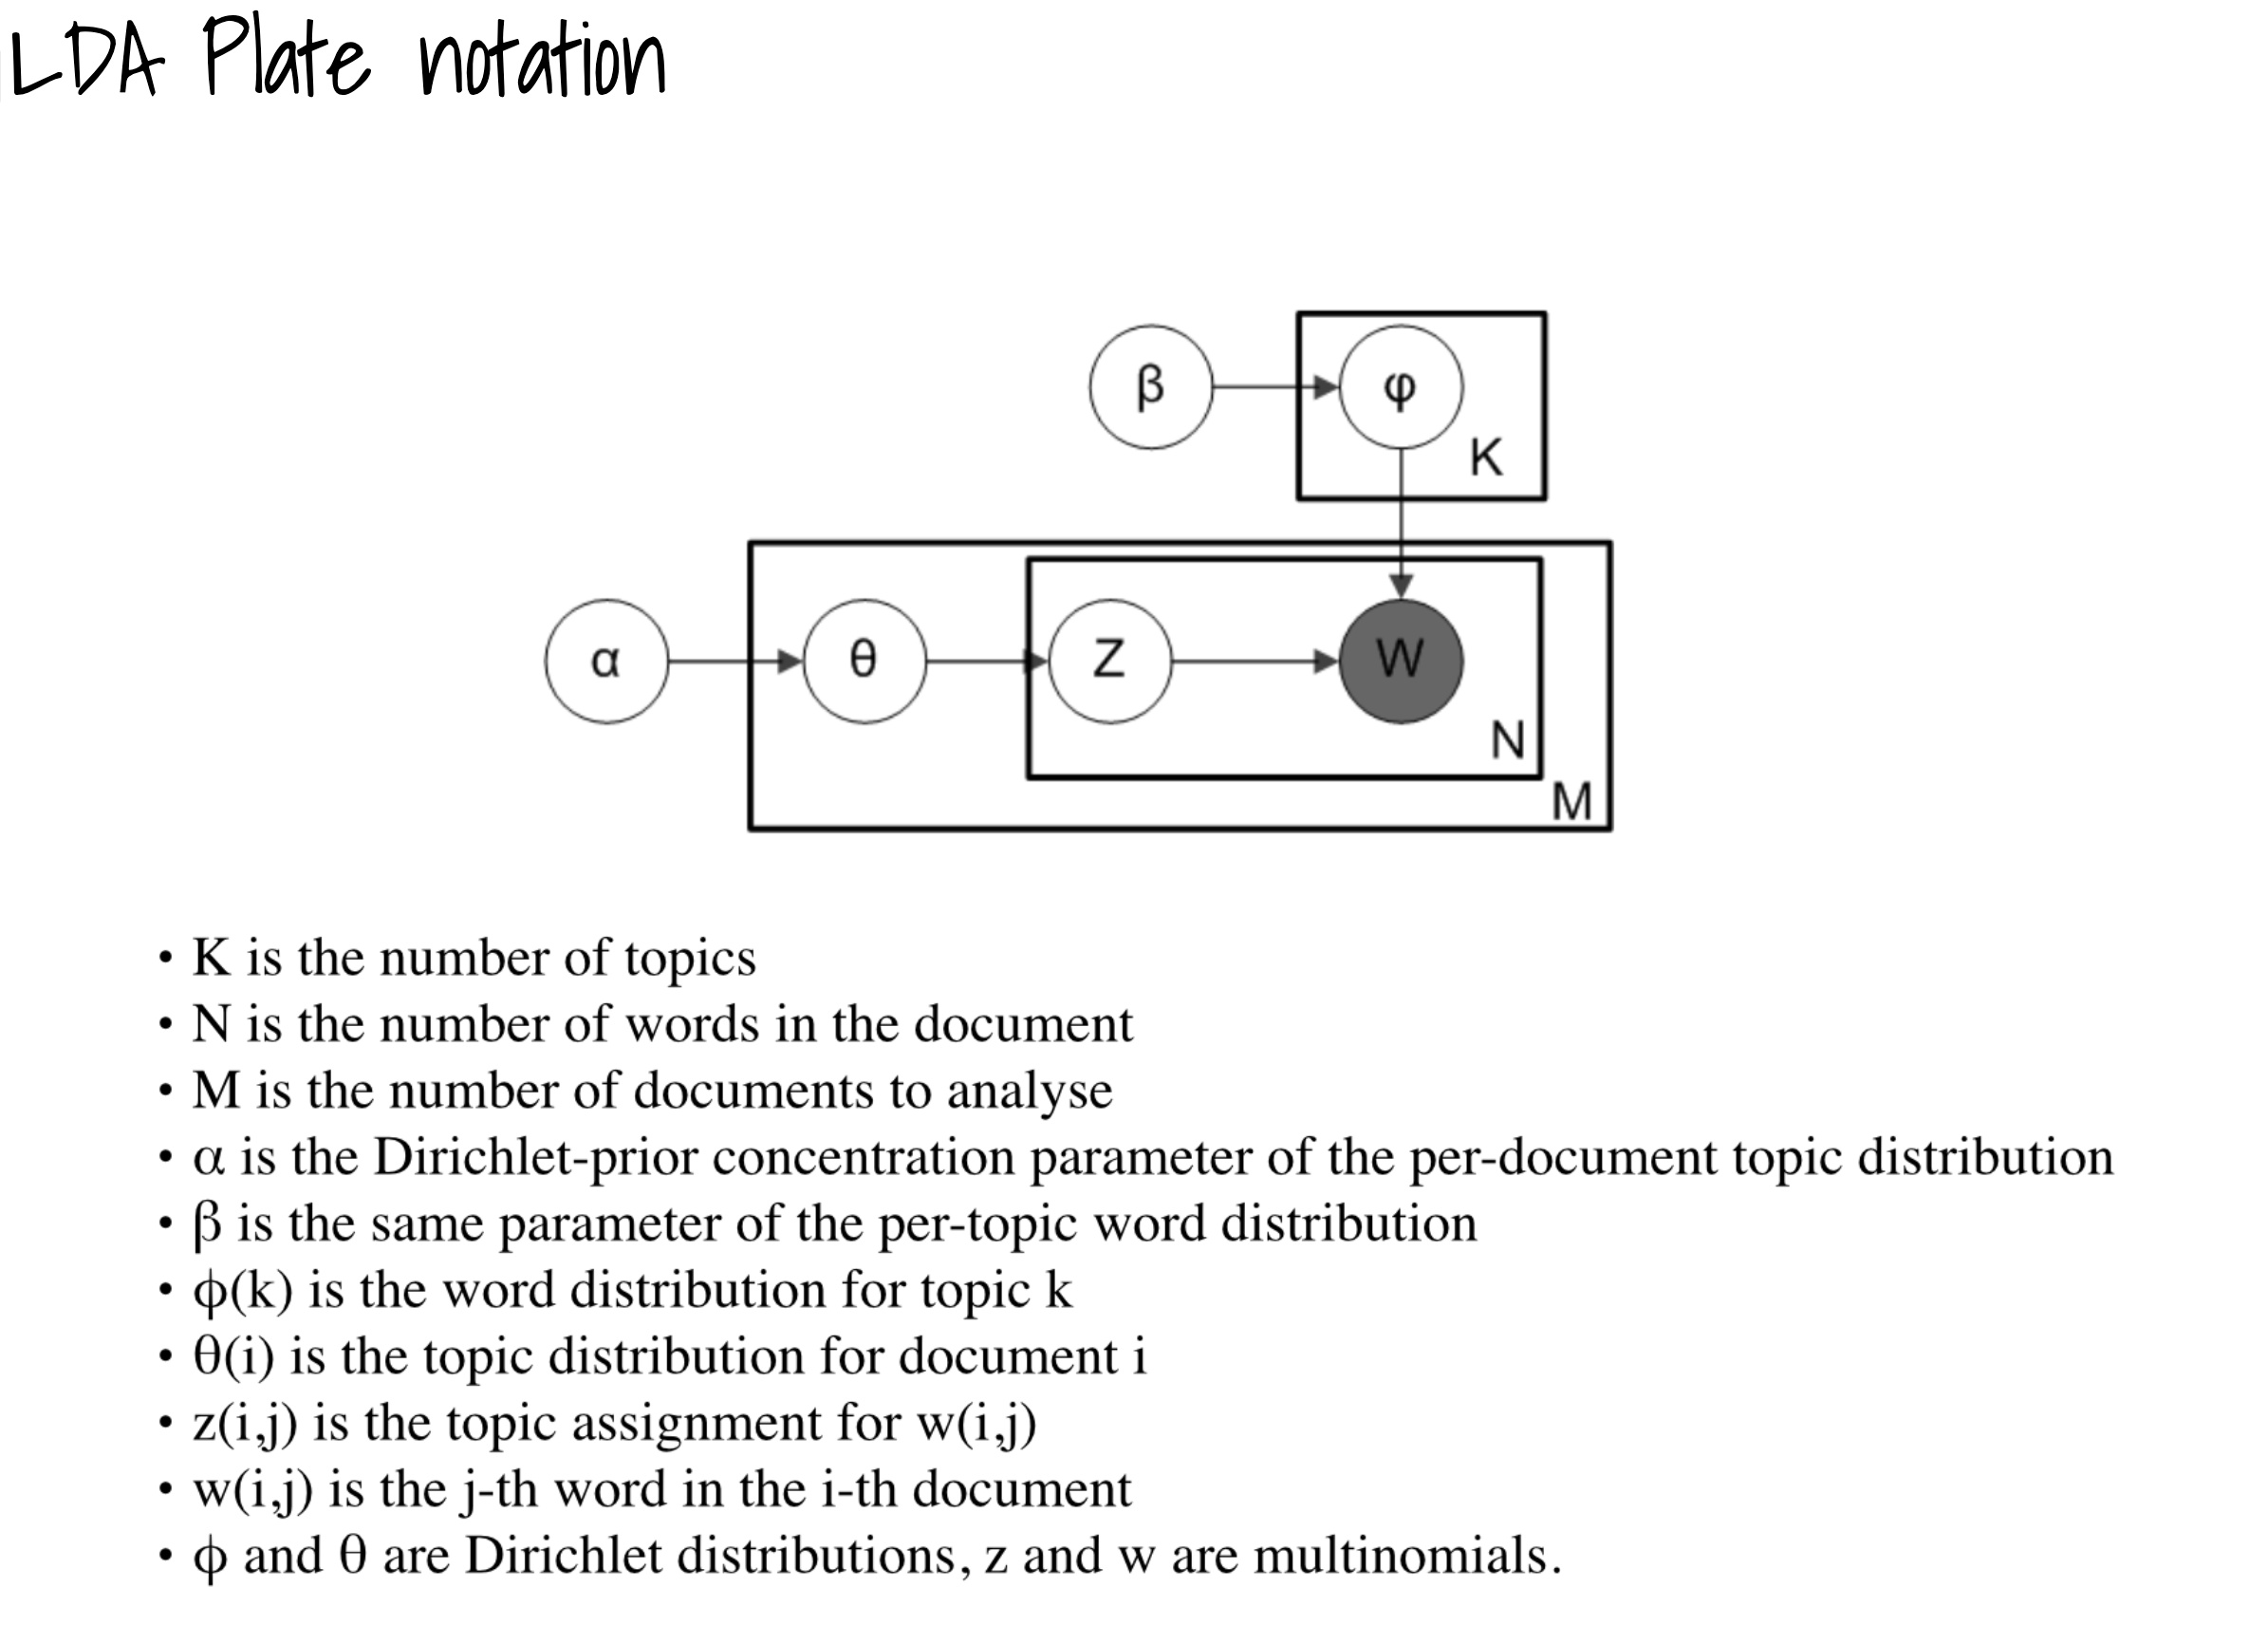 LDA Plate notation
β
φ
K
α
θ
Z
W
N
M
• K is the number of topics
• N is the number of words in the document
• M is the number of documents to analyse
• α is the Dirichlet-prior concentration parameter of the per-document topic distribution
• β is the same parameter of the per-topic word distribution
• ϕ(k) is the word distribution for topic k
• θ(i) is the topic distribution for document i
• z(i,j) is the topic assignment for w(i,j)
• w(i,j) is the j-th word in the i-th document
• ϕ and θ are Dirichlet distributions, z and w are multinomials.